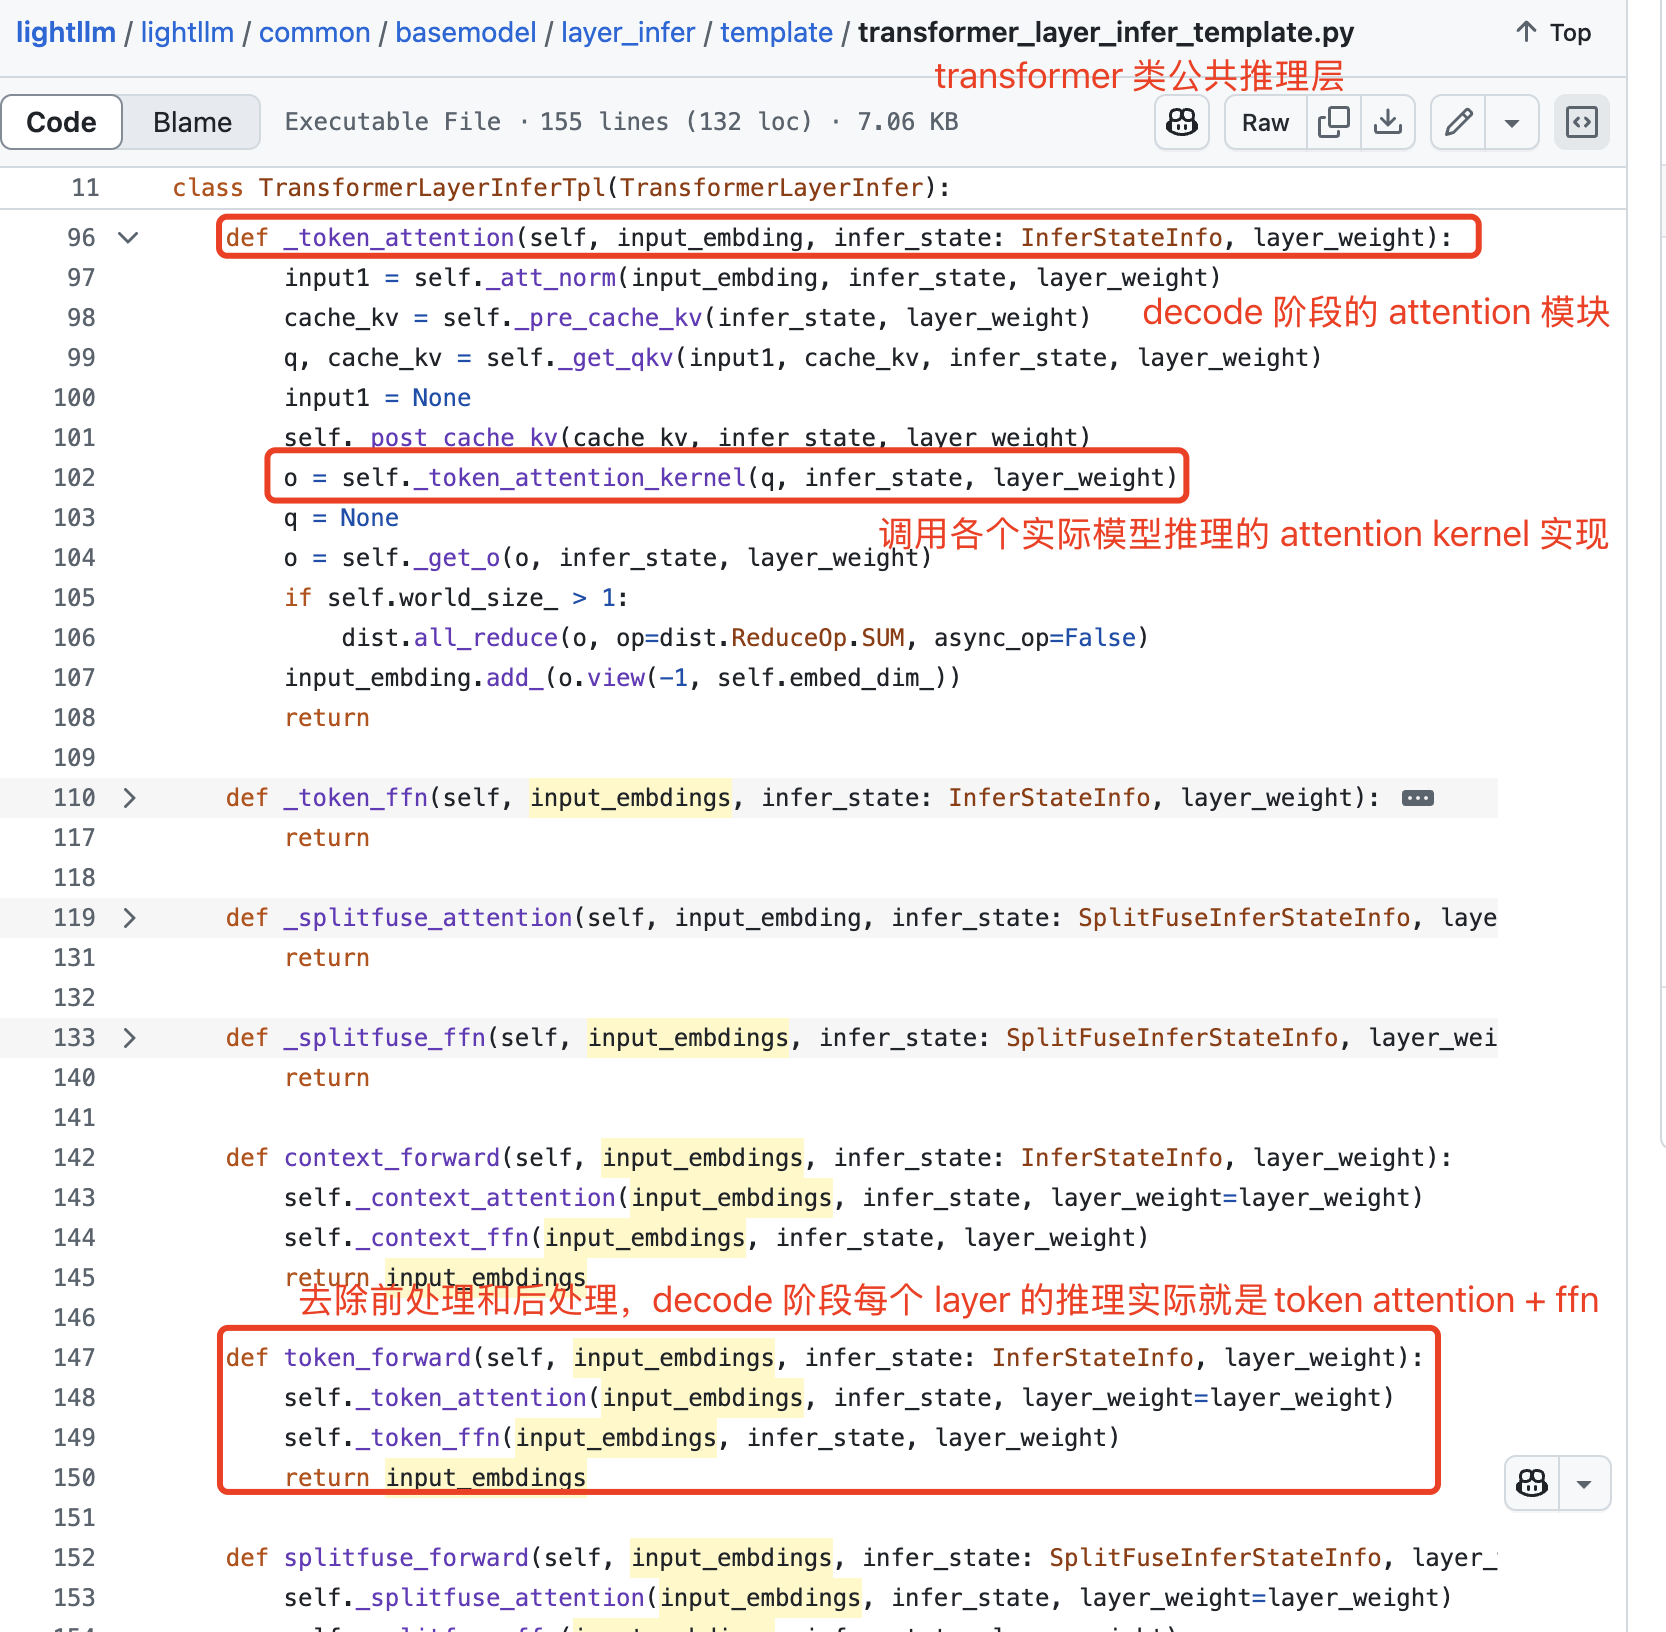 lightllm / lightllm / common / basemodel / layer_infer / template / transformer_layer_infer_template.py
Top
transformer 类公共推理层
Code Blame Executable File · 155 lines (132 loc) · 7.06 KB Raw
11 class TransformerLayerInferTpl(TransformerLayerInfer):
96 def _token_attention(self, input_embding, infer_state: InferStateInfo, layer_weight):
97 input1 = self._att_norm(input_embding, infer_state, layer_weight)
decode 阶段的 attention 模块
98 cache_kv = self._pre_cache_kv(infer_state, layer_weight)
99 q, cache_kv = self._get_qkv(input1, cache_kv, infer_state, layer_weight)
100 input1 = None
101 self._post_cache_kv(cache_kv, infer_state, layer_weight)
102 o = self._token_attention_kernel(q, infer_state, layer_weight)
103 q = None
调用各个实际模型推理的 attention kernel 实现
104 o = self._get_o(o, infer_state, layer_weight)
105 if self.world_size_ > 1:
106 dist.all_reduce(o, op=dist.ReduceOp.SUM, async_op=False)
107 input_embding.add_(o.view(-1, self.embed_dim_))
108 return
109
110 def _token_ffn(self, input_embdings, infer_state: InferStateInfo, layer_weight): ...
117 return
118
119 def _splitfuse_attention(self, input_embding, infer_state: SplitFuseInferStateInfo, laye
131 return
132
133 def _splitfuse_ffn(self, input_embdings, infer_state: SplitFuseInferStateInfo, layer_wei
140 return
141
142 def context_forward(self, input_embdings, infer_state: InferStateInfo, layer_weight):
143 self._context_attention(input_embdings, infer_state, layer_weight=layer_weight)
144 self._context_ffn(input_embdings, infer_state, layer_weight)
145 return input_embdings
去除前处理和后处理，decode 阶段每个 layer 的推理实际就是 token attention + ffn
146
147 def token_forward(self, input_embdings, infer_state: InferStateInfo, layer_weight):
148 self._token_attention(input_embdings, infer_state, layer_weight=layer_weight)
149 self._token_ffn(input_embdings, infer_state, layer_weight)
150 return input_embdings
151
152 def splitfuse_forward(self, input_embdings, infer_state: SplitFuseInferStateInfo, layer_
153 self._splitfuse_attention(input_embdings, infer_state, layer_weight=layer_weight)